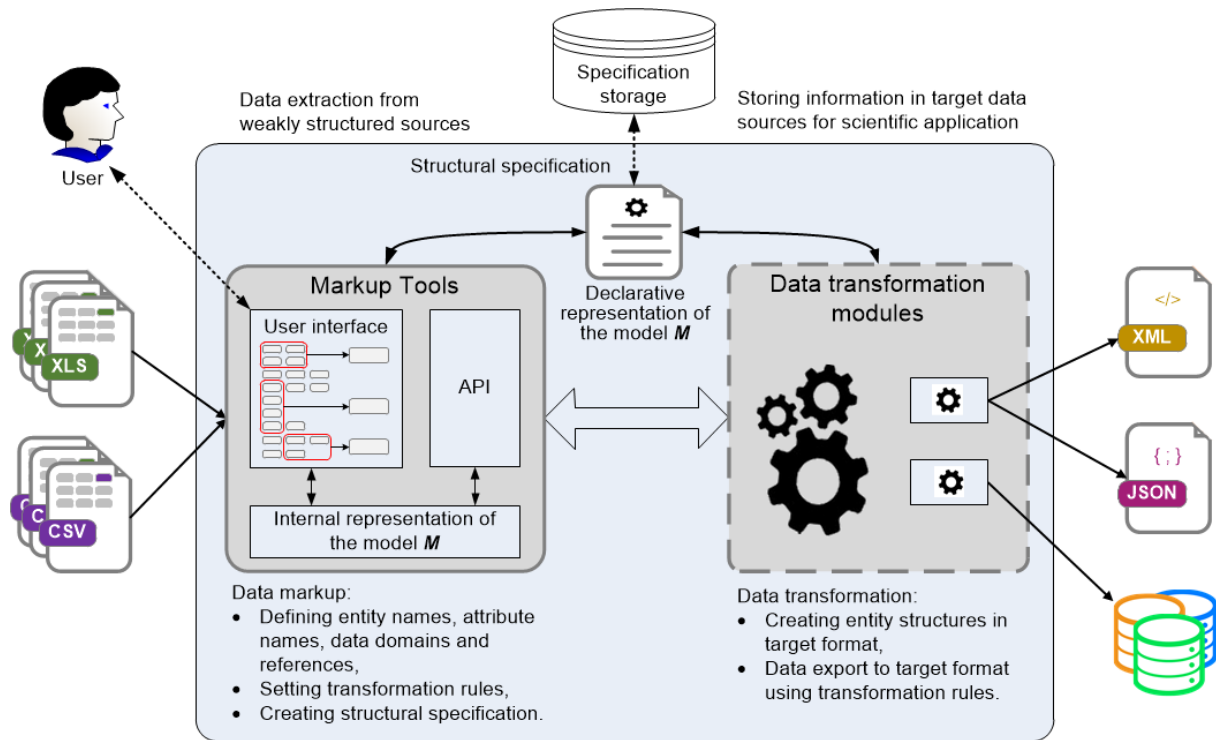 Specification
storage
Data extraction from
weakly structured sources
Storing information in target data
sources for scientific application
User
Structural specification
Markup Tools
User interface
API
Internal representation of
the model M
Declarative
representation of
the model M
Data transformation
modules
X
X
XLS
C
C
CSV
</>
XML
{ ; }
JSON
Data markup:
• Defining entity names, attribute
names, data domains and
references,
• Setting transformation rules,
• Creating structural specification.
Data transformation:
• Creating entity structures in
target format,
• Data export to target format
using transformation rules.